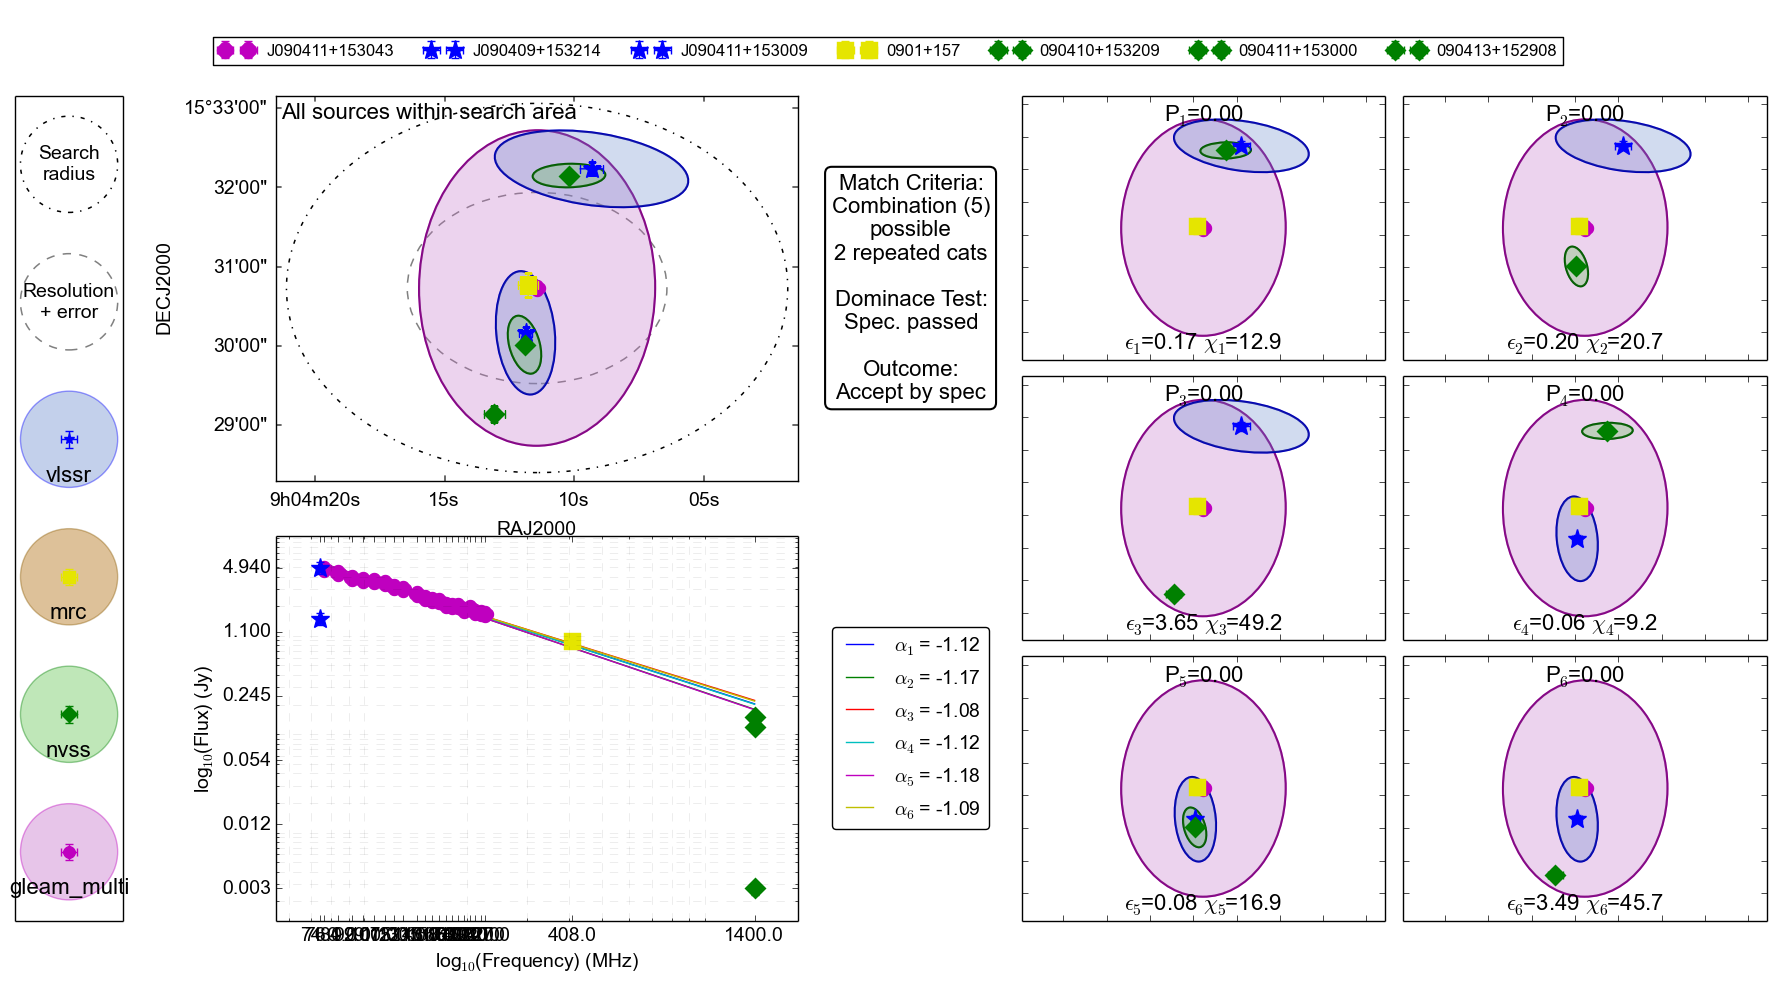 J090411+153043 J090409+153214 J090411+153009 0901+157 090410+153209 090411+153000 090413+152908
Search
radius
Resolution
+ error
vlssr
mrc
nvss
gleam_multi
All sources within search area
15°33'00"
32'00"
31'00"
30'00"
29'00"
DECJ2000
9h04m20s 15s 10s 05s
RAJ2000
4.940
1.100
0.245
0.054
0.012
0.003
log10(Flux) (Jy)
408.0 1400.0
log10(Frequency) (MHz)
Match Criteria:
Combination (5)
possible
2 repeated cats
Dominace Test:
Spec. passed
Outcome:
Accept by spec
α1 = -1.12
α2 = -1.17
α3 = -1.08
α4 = -1.12
α5 = -1.18
α6 = -1.09
P1=0.00
ϵ1=0.17 χ1=12.9
P2=0.00
ϵ2=0.20 χ2=20.7
P3=0.00
ϵ3=3.65 χ3=49.2
P4=0.00
ϵ4=0.06 χ4=9.2
P5=0.00
ϵ5=0.08 χ5=16.9
P6=0.00
ϵ6=3.49 χ6=45.7